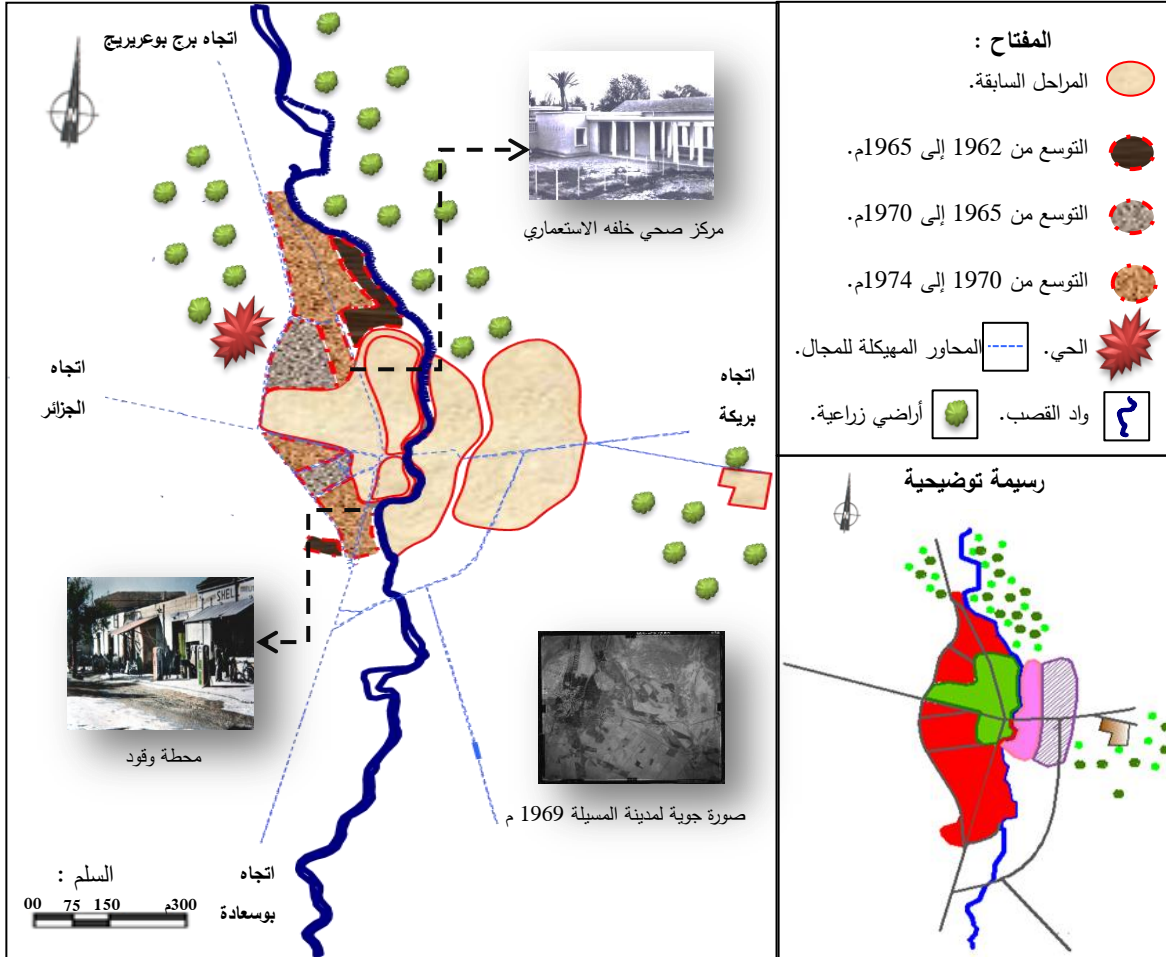 اتجاه برج بوعريريج
مركز صحي خلفه الاستعماري
اتجاه
الجزائر
اتجاه
بريكة
SHELL
محطة وقود
صورة جوية لمدينة المسيلة 1969 م
اتجاه
بوسعادة
السلم :
00 75 150 300م
المفتاح :
المراحل السابقة.
التوسع من 1962 إلى 1965م.
التوسع من 1965 إلى 1970م.
التوسع من 1970 إلى 1974م.
الحي. المحاور المهيكلة للمجال.
واد القصب. أراضي زراعية.
رسيمة توضيحية